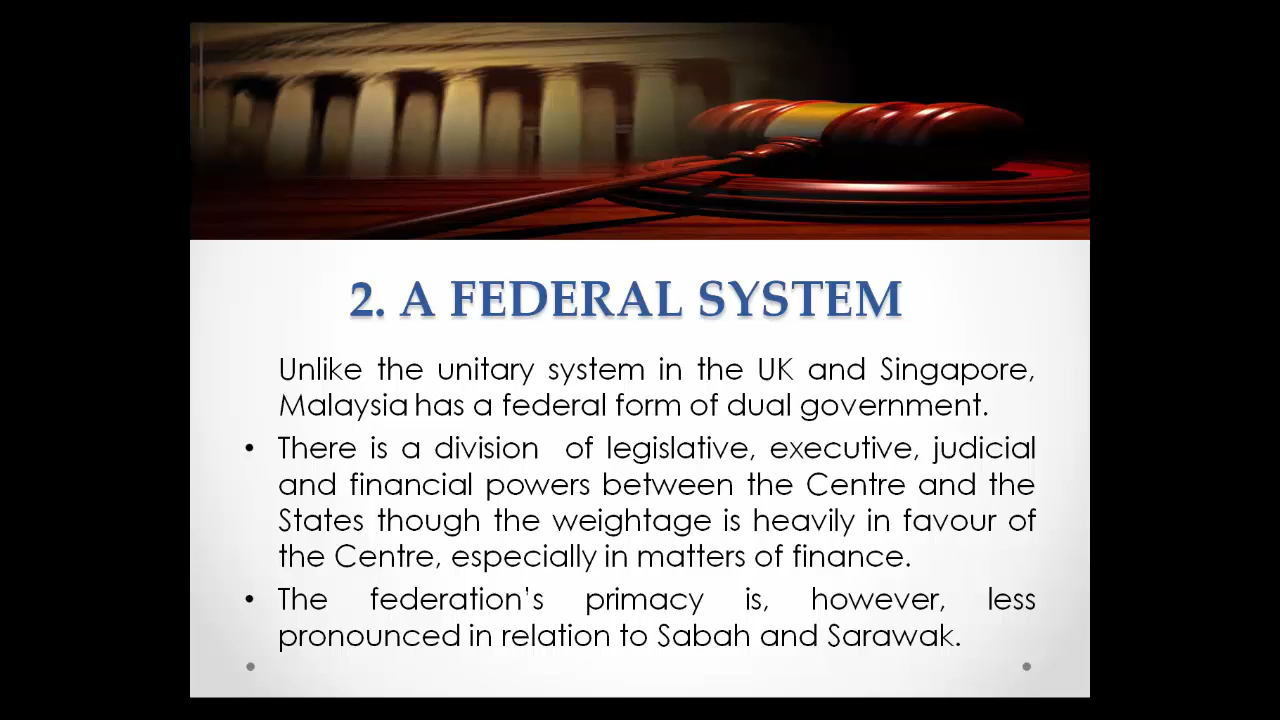 2. A FEDERAL SYSTEM
Unlike the unitary system in the UK and Singapore,
Malaysia has a federal form of dual government.
• There is a division of legislative, executive, judicial
and financial powers between the Centre and the
States though the weightage is heavily in favour of
the Centre, especially in matters of finance.
• The federation's primacy is, however, less
pronounced in relation to Sabah and Sarawak.